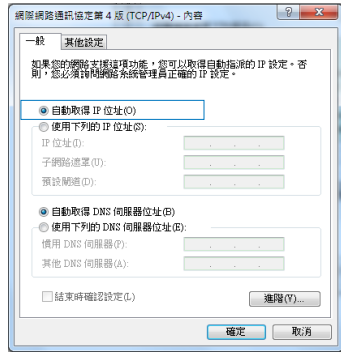 網際網路通訊協定第 4 版 (TCP/IPv4) - 內容
一般
其他設定
如果您的網路支援這項功能，您可以取得自動指派的 IP 設定。否
則，您必須詢問網路系統管理員正確的 IP 設定。
自動取得 IP 位址(O)
使用下列的 IP 位址(S):
IP 位址(I):
子網路遮罩(U):
預設閘道(D):
自動取得 DNS 伺服器位址(B)
使用下列的 DNS 伺服器位址(E):
慣用 DNS 伺服器(P):
其他 DNS 伺服器(A):
結束時確認設定(L)
進階(V)...
確定
取消